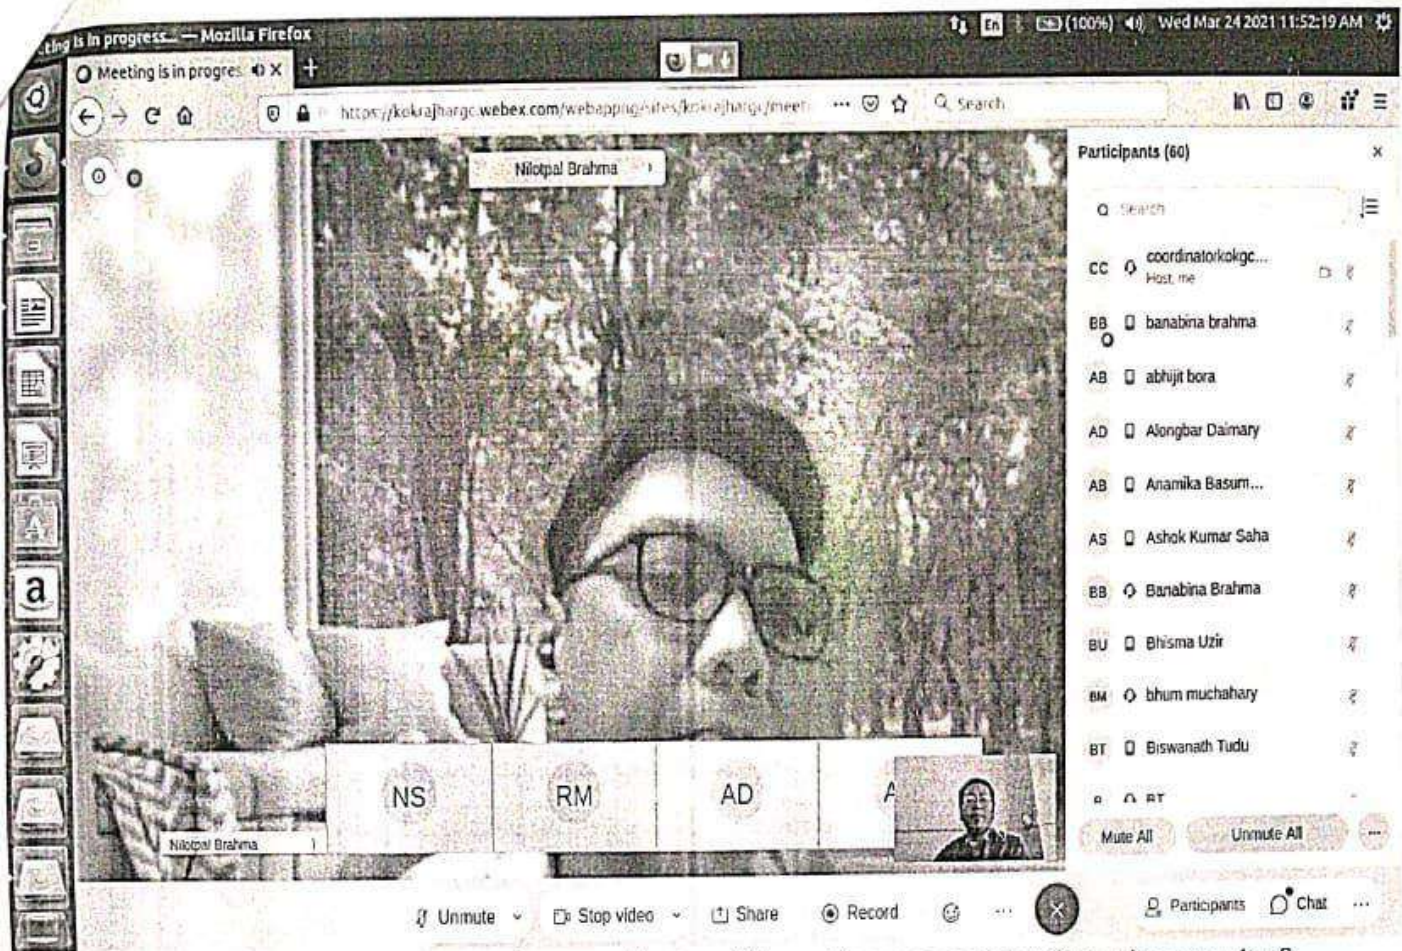 ting is in progress... — Mozilla Firefox
En (100%) Wed Mar 24 2021 11:52:19 AM
Meeting is in progres
https://kokrajhargc.webex.com/webappng/sites/kokrajhargc/meet
Search
Nilotpal Brahma
Participants (60)
Search
CC coordinatorkokgc...
Host, me
BB banabina brahma
AB abhijit bora
AD Alongbar Daimary
AB Anamika Basum...
AS Ashok Kumar Saha
BB Banabina Brahma
BU Bhisma Uzir
BM bhum muchahary
BT Biswanath Tudu
a
NS
RM
AD
A
Nilotpal Brahma
Mute All
Unmute All
Unmute
Stop video
Share
Record
Participants
Chat